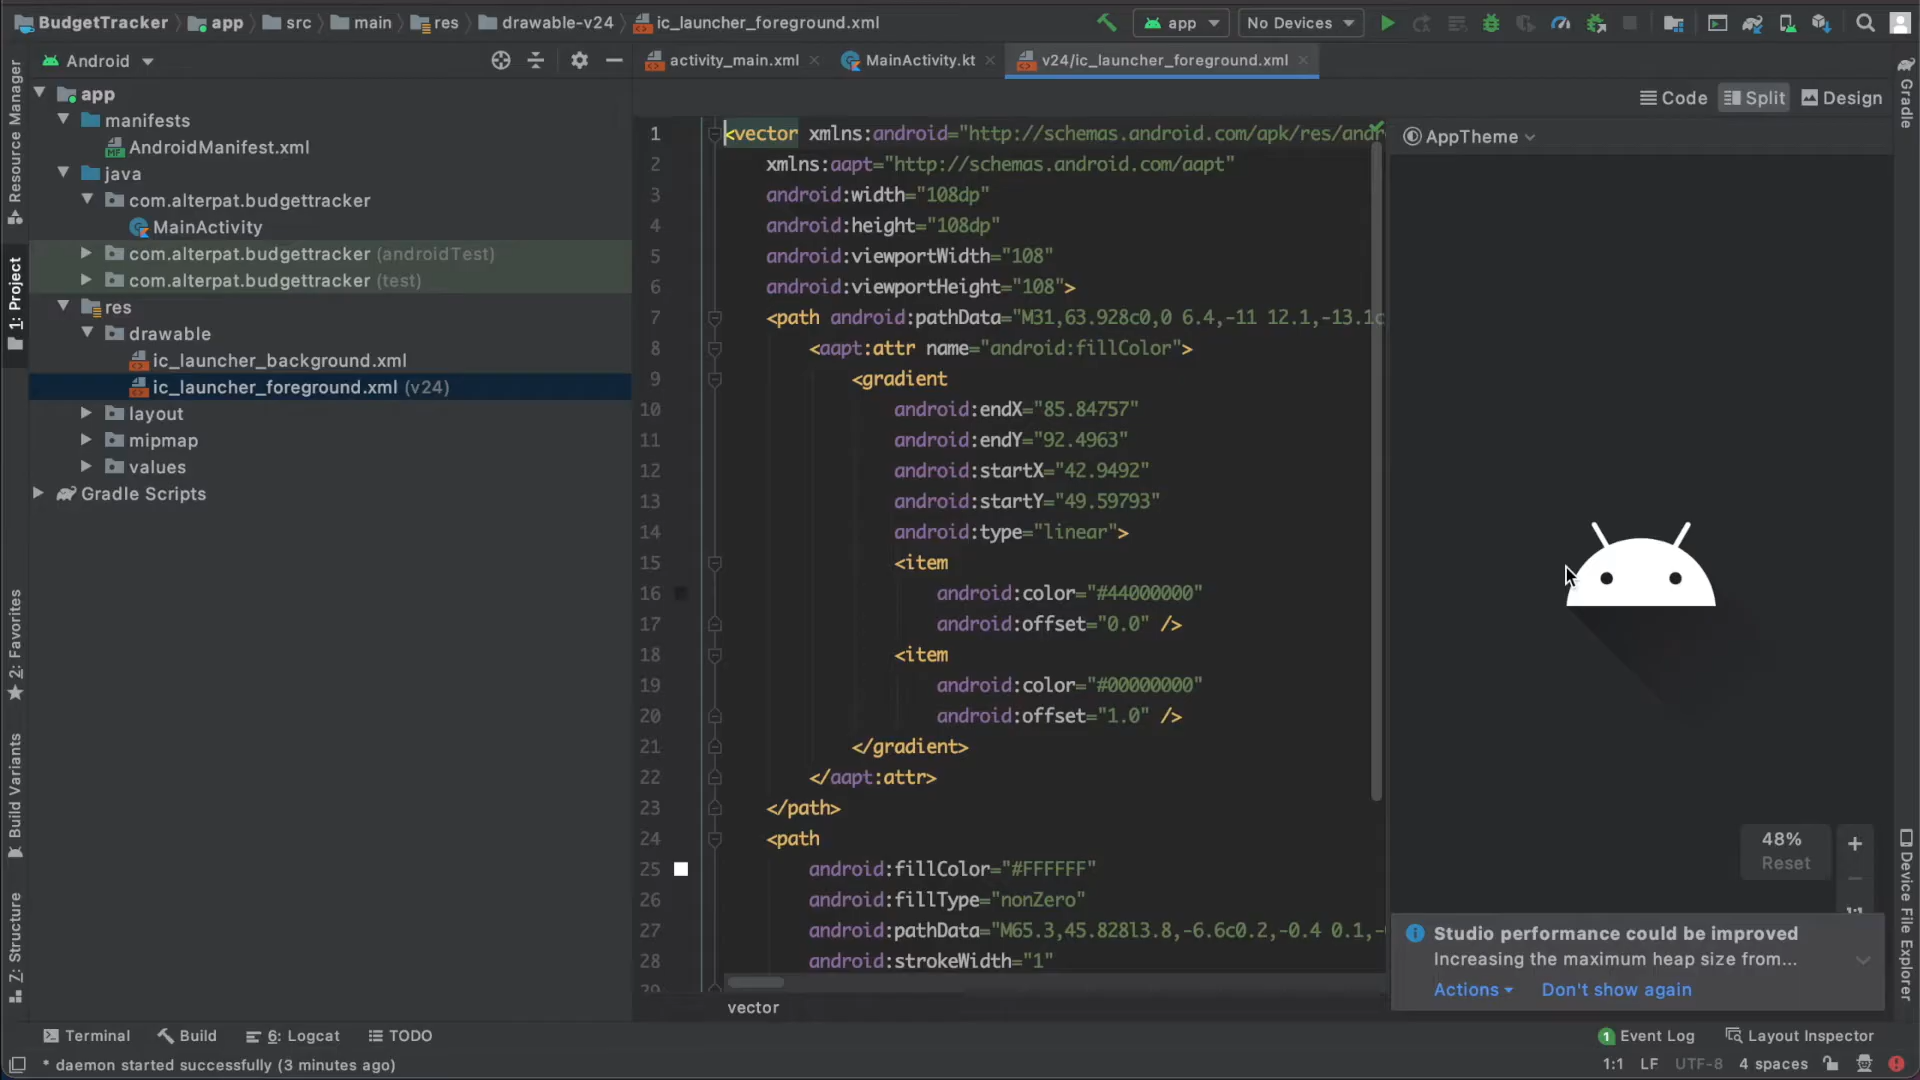 BudgetTracker app src main res drawable-v24 ic_launcher_foreground.xml app No Devices
Android
activity_main.xml MainActivity.kt v24/ic_launcher_foreground.xml
Code Split Design
AppTheme
Resource Manager
1: Project
2: Favorites
Build Variants
Z: Structure
app
manifests
AndroidManifest.xml
java
com.alterpat.budgettracker
MainActivity
com.alterpat.budgettracker (androidTest)
com.alterpat.budgettracker (test)
res
drawable
ic_launcher_background.xml
ic_launcher_foreground.xml (v24)
layout
mipmap
values
Gradle Scripts
1 <vector xmlns:android="http://schemas.android.com/apk/res/andr
2 xmlns:aapt="http://schemas.android.com/aapt"
3 android:width="108dp"
4 android:height="108dp"
5 android:viewportWidth="108"
6 android:viewportHeight="108">
7 <path android:pathData="M31,63.928c0,0 6.4,-11 12.1,-13.1c
8 <aapt:attr name="android:fillColor">
9 <gradient
10 android:endX="85.84757"
11 android:endY="92.4963"
12 android:startX="42.9492"
13 android:startY="49.59793"
14 android:type="linear">
15 <item
16 android:color="#44000000"
17 android:offset="0.0" />
18 <item
19 android:color="#00000000"
20 android:offset="1.0" />
21 </gradient>
22 </aapt:attr>
23 </path>
24 <path
25 android:fillColor="#FFFFFF"
26 android:fillType="nonZero"
27 android:pathData="M65.3,45.828l3.8,-6.6c0.2,-0.4 0.1,-
28 android:strokeWidth="1"
29
vector
48%
Reset
1:1
Studio performance could be improved
Increasing the maximum heap size from...
Actions Don't show again
Gradle
Device File Explorer
Terminal Build 6: Logcat TODO 1 Event Log Layout Inspector
* daemon started successfully (3 minutes ago) 1:1 LF UTF-8 4 spaces